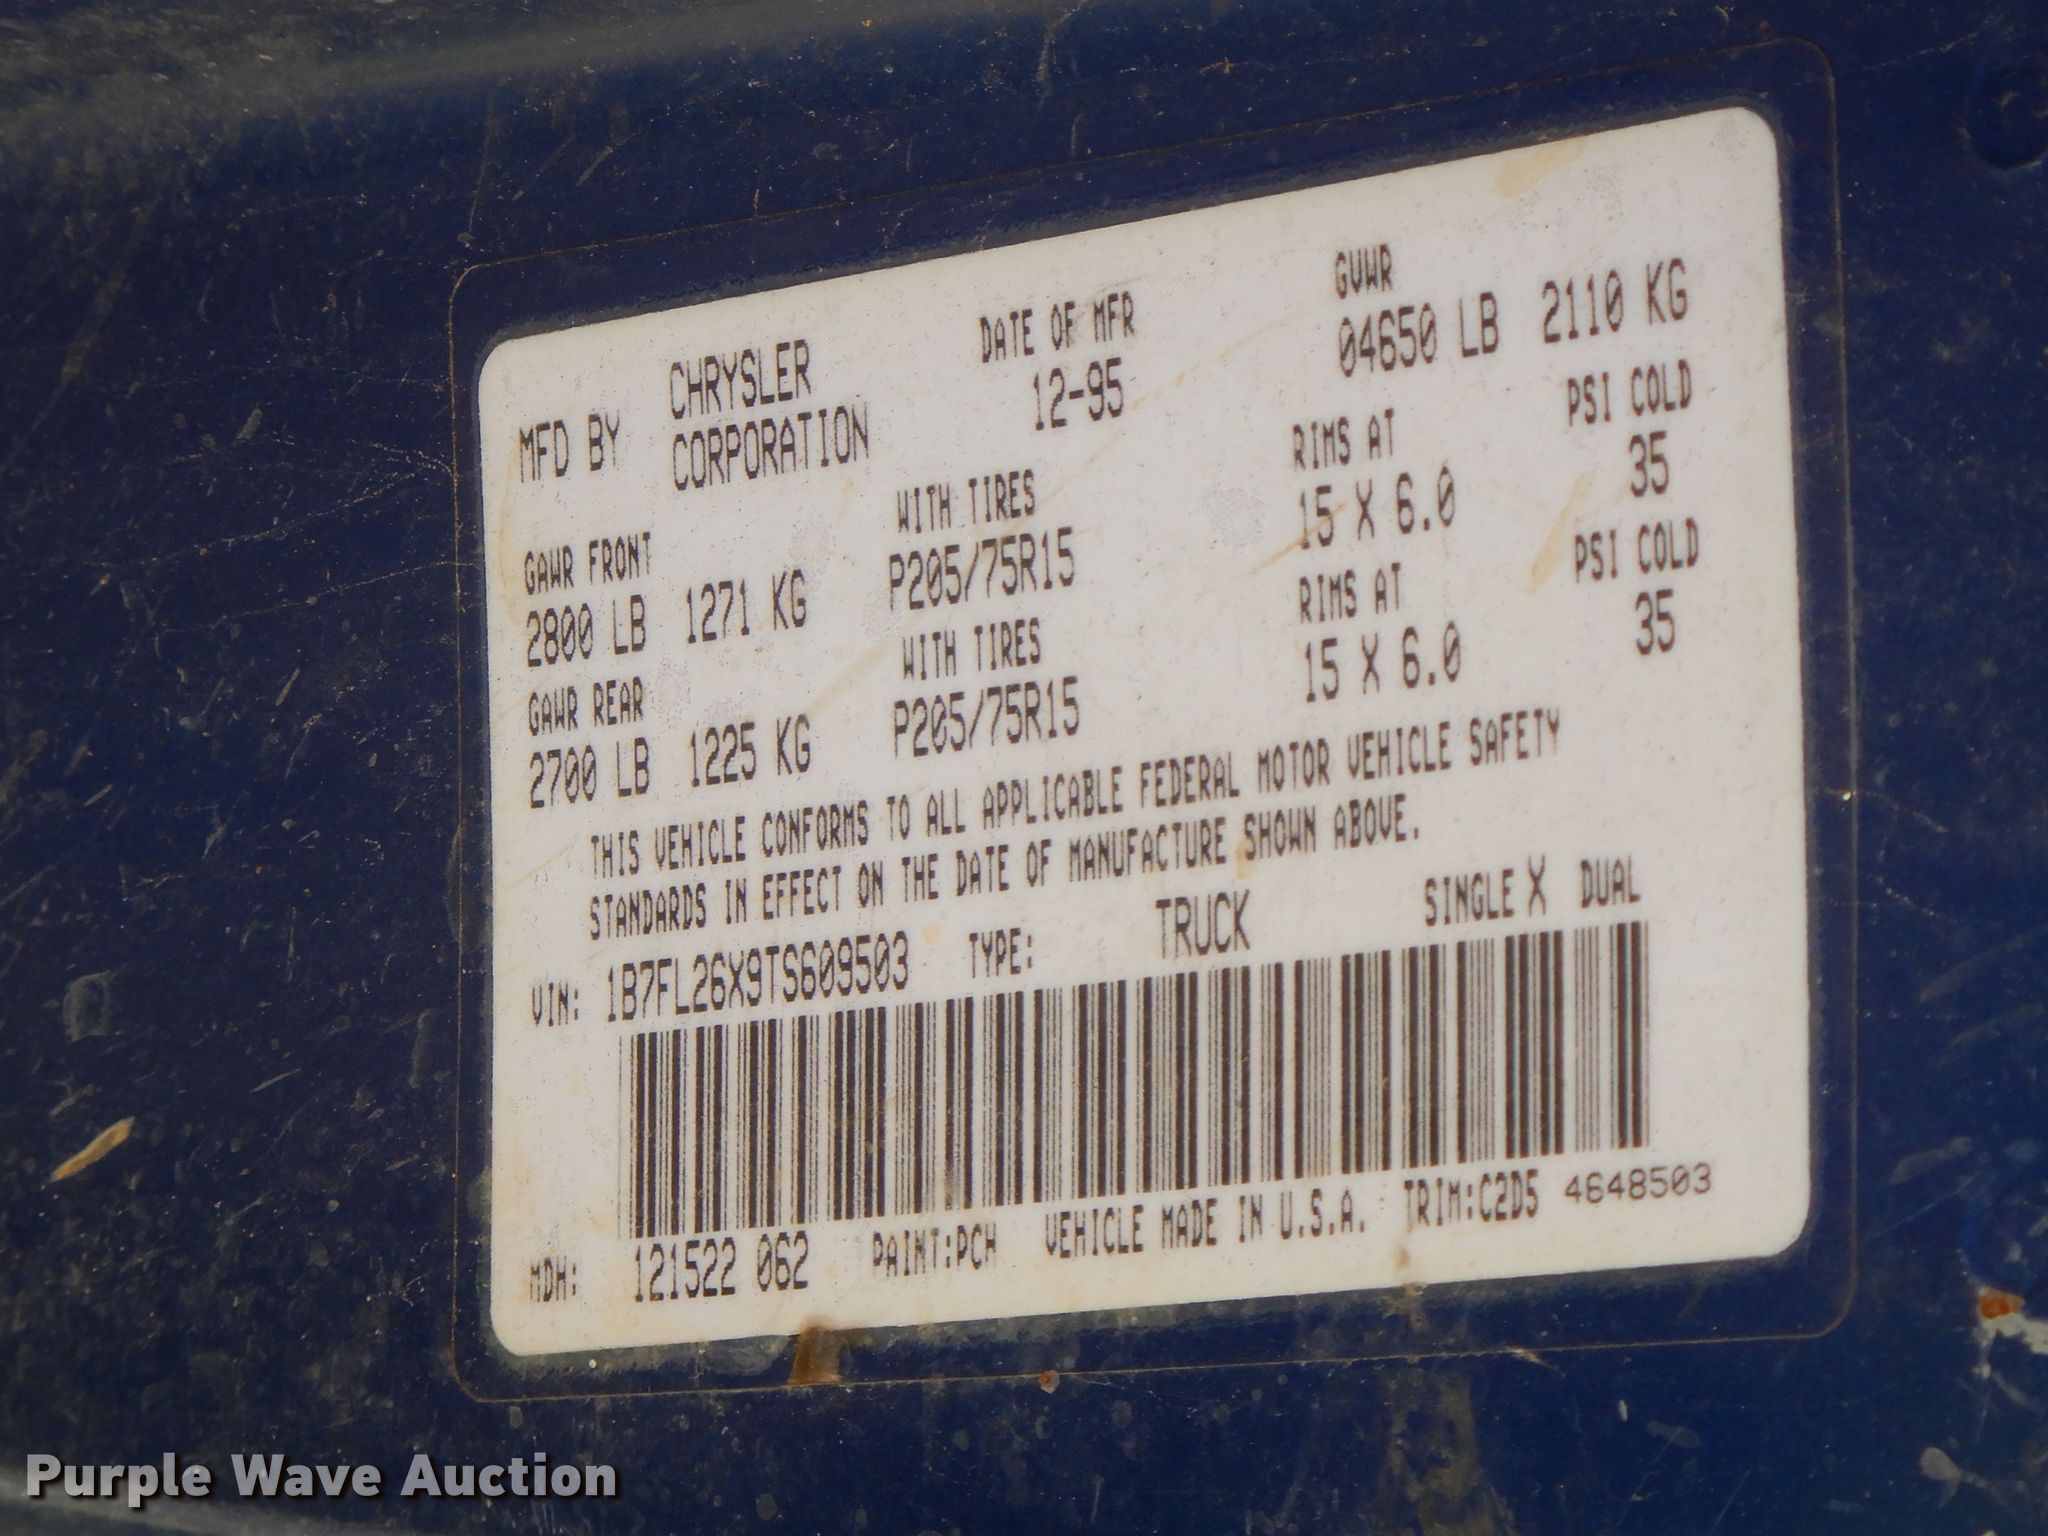 MFD BY CHRYSLER CORPORATION DATE OF MFR 12-95 GVWR 04650 LB 2110 KG
GAWR FRONT WITH TIRES RIMS AT PSI COLD
2800 LB 1271 KG P205/75R15 15 X 6.0 35
GAWR REAR WITH TIRES RIMS AT PSI COLD
2700 LB 1225 KG P205/75R15 15 X 6.0 35
THIS VEHICLE CONFORMS TO ALL APPLICABLE FEDERAL MOTOR VEHICLE SAFETY
STANDARDS IN EFFECT ON THE DATE OF MANUFACTURE SHOWN ABOVE.
VIN: 1B7FL26X9TS609503 TYPE: TRUCK SINGLE X DUAL
MDH: 121522 062 PAINT:PCH VEHICLE MADE IN U.S.A. TRIM:C2D5 4648503
Purple Wave Auction